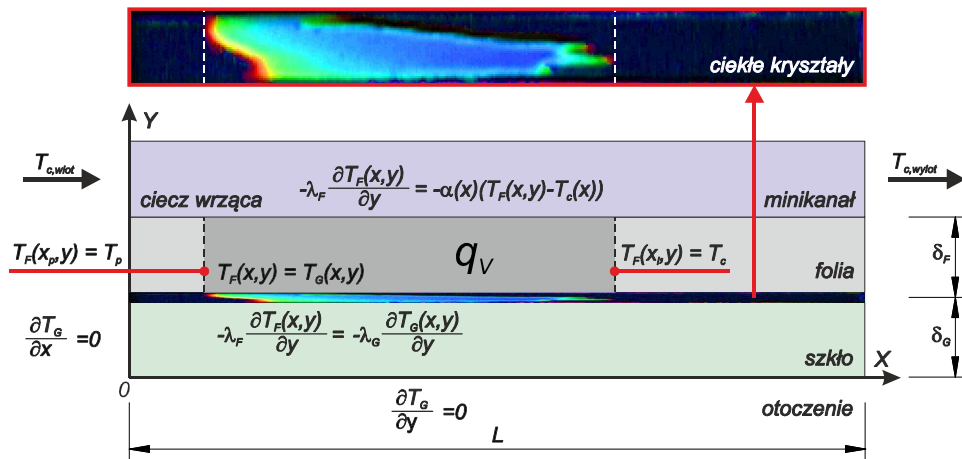 ciekłe kryształy
Y
T_c,wlot
T_c,wylot
-λ_F ∂T_F(x,y)/∂y = -α(x)(T_F(x,y)-T_c(x))
ciecz wrząca
minikanał
T_F(x_p,y) = T_p
q_V
T_F(x_l,y) = T_c
δ_F
T_F(x,y) = T_G(x,y)
folia
∂T_G/∂x =0
-λ_F ∂T_F(x,y)/∂y = -λ_G ∂T_G(x,y)/∂y
δ_G
szkło
X
0
∂T_G/∂y =0
otoczenie
L